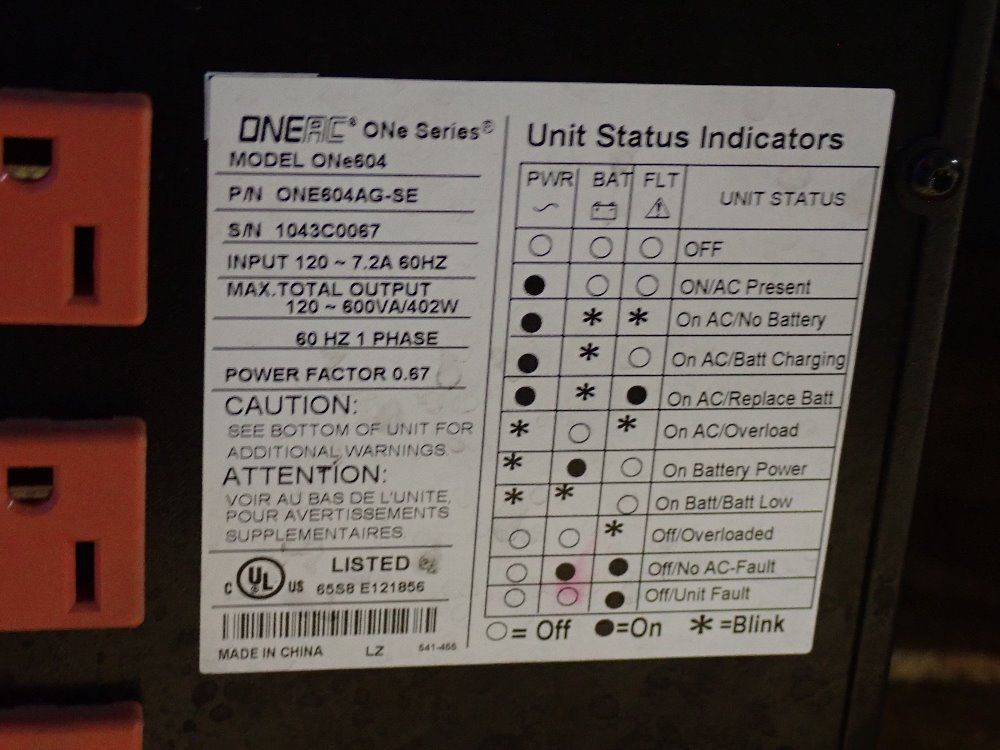 ONEAC® ONe Series®
MODEL ONe604
P/N ONE604AG-SE
S/N 1043C0067
INPUT 120 ~ 7.2A 60HZ
MAX.TOTAL OUTPUT
120 ~ 600VA/402W
60 HZ 1 PHASE
POWER FACTOR 0.67
CAUTION:
SEE BOTTOM OF UNIT FOR
ADDITIONAL WARNINGS.
ATTENTION:
VOIR AU BAS DE L'UNITE,
POUR AVERTISSEMENTS
SUPPLEMENTAIRES.
C UL US LISTED
65S8 E121856
MADE IN CHINA LZ 541-466
Unit Status Indicators
PWR BAT FLT UNIT STATUS
○ ○ ○ OFF
● ○ ○ ON/AC Present
● * * On AC/No Battery
● * ○ On AC/Batt Charging
● * ● On AC/Replace Batt
* ○ * On AC/Overload
* ● ○ On Battery Power
* * ○ On Batt/Batt Low
○ ○ * Off/Overloaded
○ ● ● Off/No AC-Fault
○ ○ ● Off/Unit Fault
○= Off ●=On *=Blink